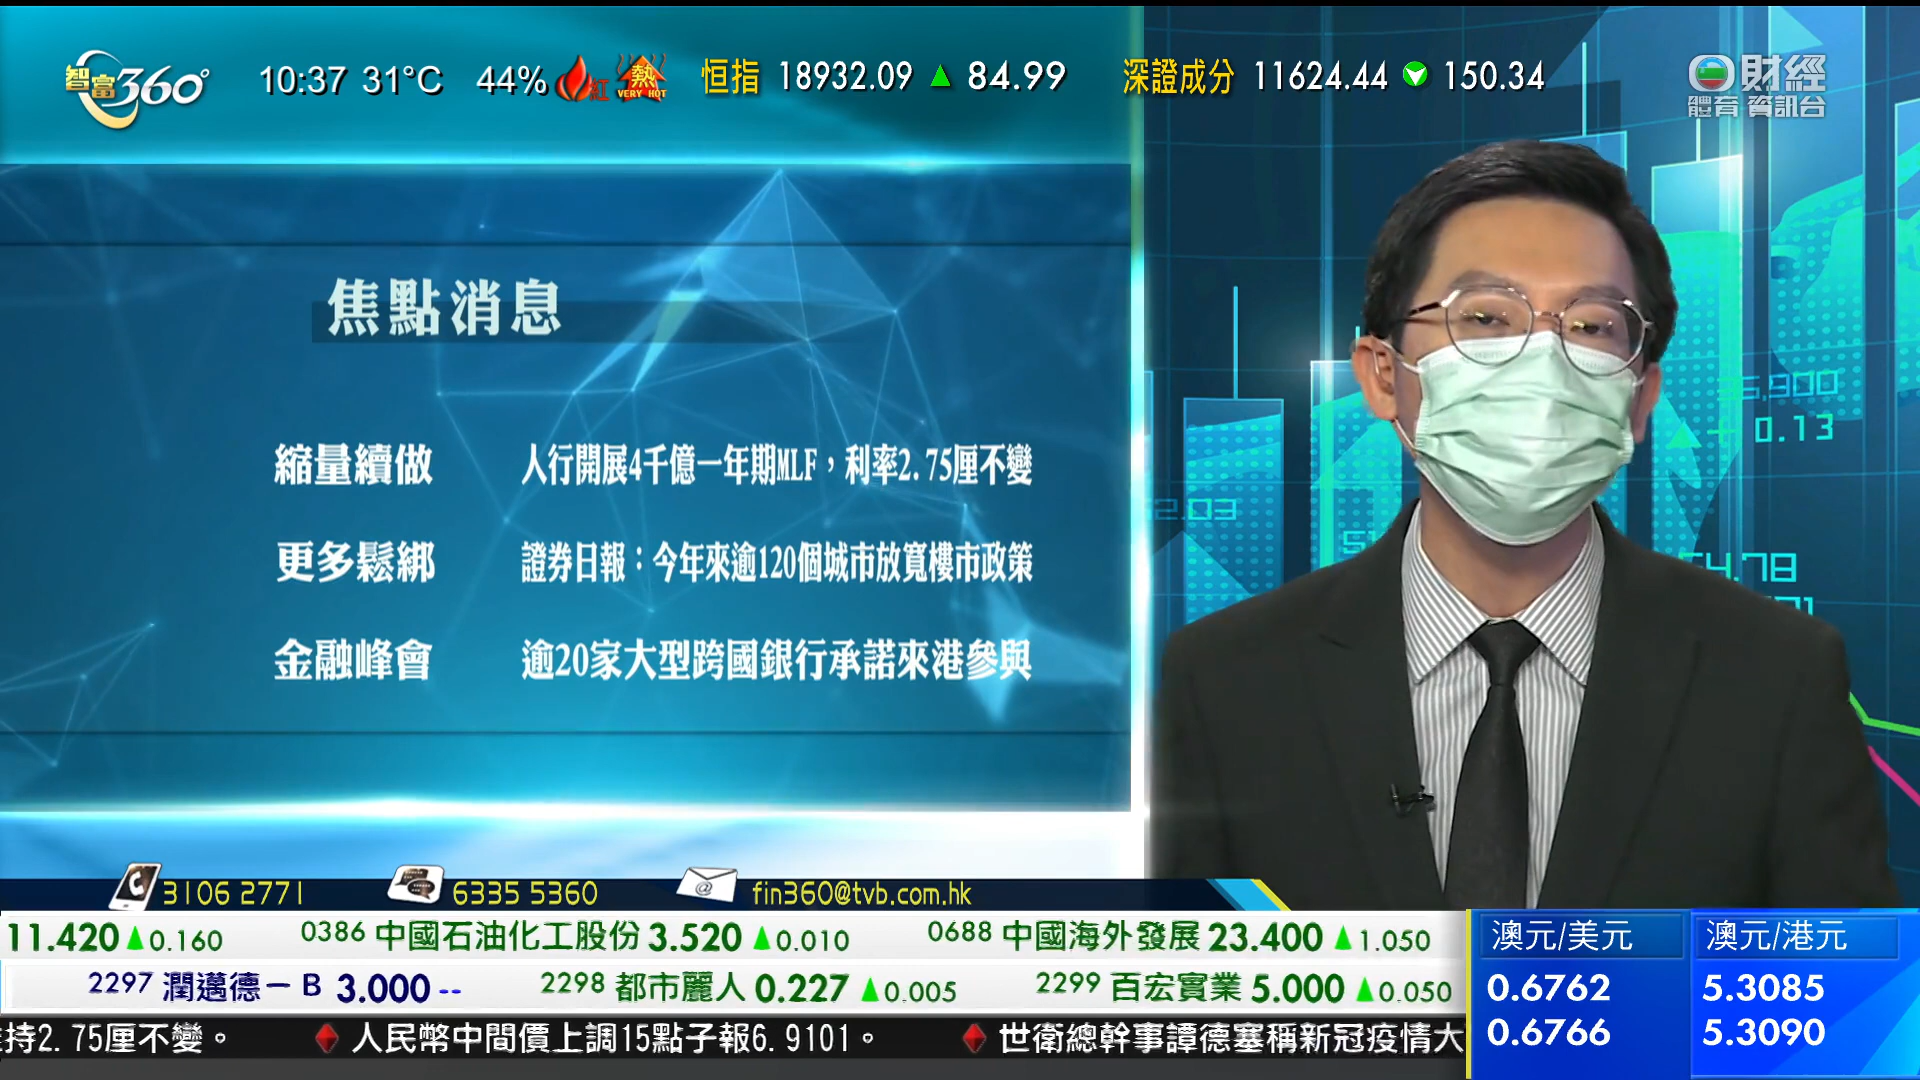 智富360°
10:37 31°C 44% 紅 熱 VERY HOT 恒指 18932.09 ▲ 84.99 深證成分 11624.44 ▼ 150.34
財經
體育 資訊台
焦點消息
縮量續做 人行開展4千億一年期MLF，利率2.75厘不變
更多鬆綁 證券日報：今年來逾120個城市放寬樓市政策
金融峰會 逾20家大型跨國銀行承諾來港參與
0.13
3106 2771 6335 5360 fin360@tvb.com.hk
11.420 ▲0.160 0386 中國石油化工股份 3.520 ▲0.010 0688 中國海外發展 23.400 ▲1.050
2297 潤邁德－B 3.000 -- 2298 都市麗人 0.227 ▲0.005 2299 百宏實業 5.000 ▲0.050
持2.75厘不變。 ♦ 人民幣中間價上調15點子報6.9101。 ♦ 世衛總幹事譚德塞稱新冠疫情大
澳元/美元 澳元/港元
0.6762 5.3085
0.6766 5.3090